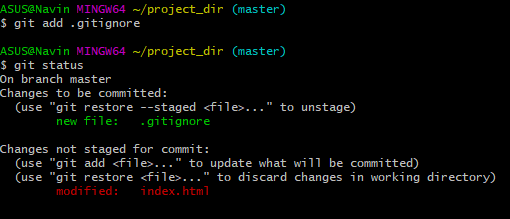 ASUS@Navin MINGW64 ~/project_dir (master)
$ git add .gitignore

ASUS@Navin MINGW64 ~/project_dir (master)
$ git status
On branch master
Changes to be committed:
  (use "git restore --staged <file>..." to unstage)
        new file:   .gitignore

Changes not staged for commit:
  (use "git add <file>..." to update what will be committed)
  (use "git restore <file>..." to discard changes in working directory)
        modified:   index.html